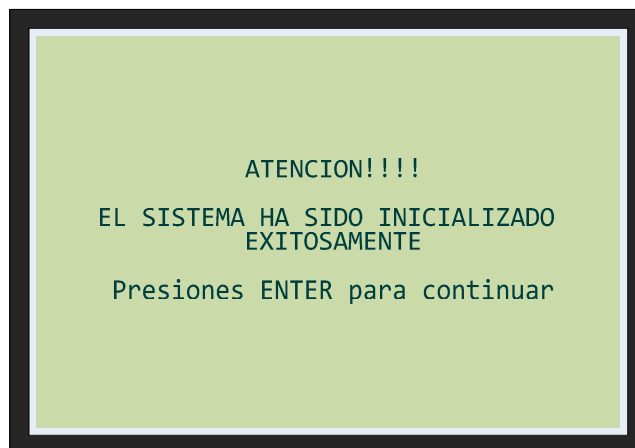 ATENCION!!!!
EL SISTEMA HA SIDO INICIALIZADO
EXITOSAMENTE
Presiones ENTER para continuar